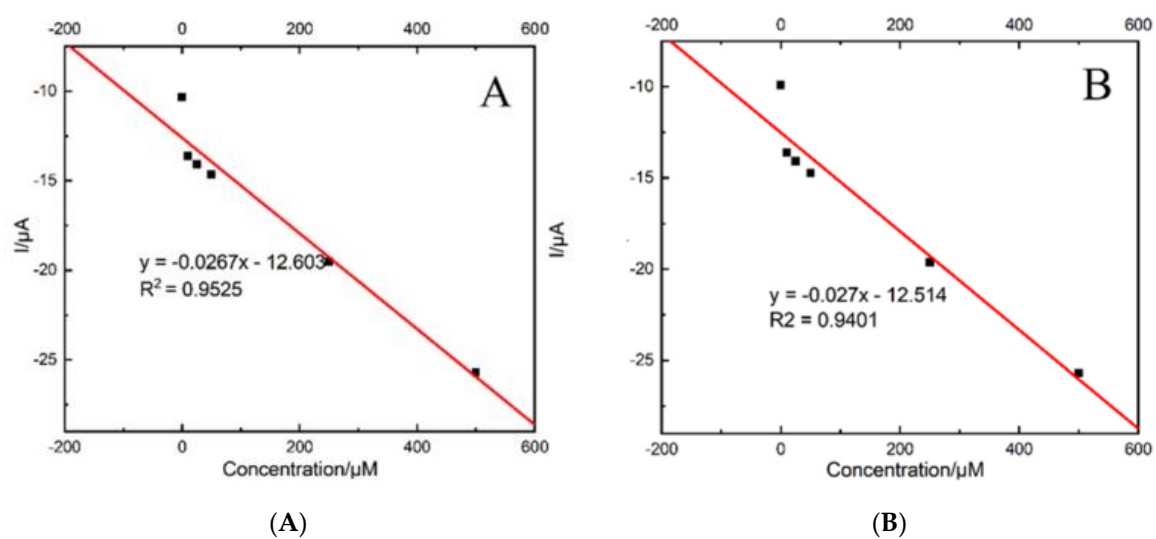 -200 0 200 400 600
A
-10
-15
-20
-25
I/µA
y = -0.0267x - 12.603
R² = 0.9525
-200 0 200 400 600
Concentration/µM
(A)
-200 0 200 400 600
B
-10
-15
-20
-25
I/µA
y = -0.027x - 12.514
R2 = 0.9401
-200 0 200 400 600
Concentration/µM
(B)